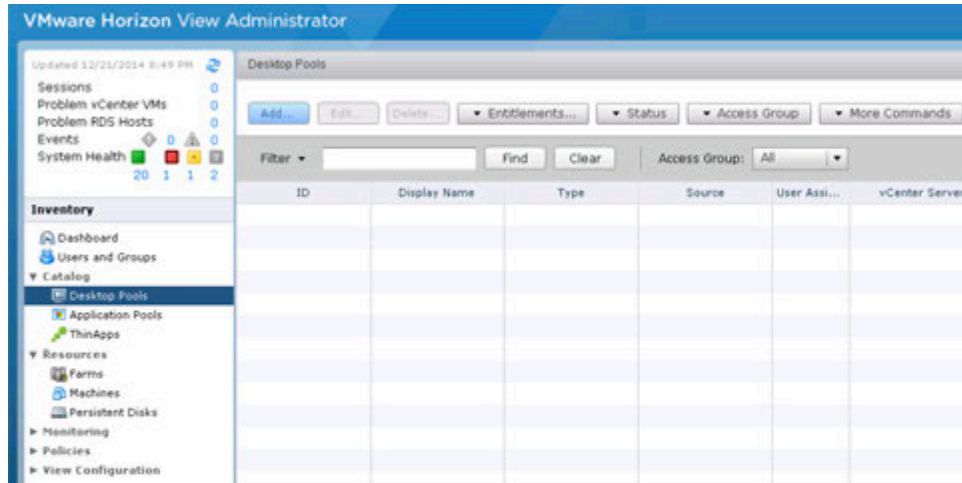 VMware Horizon View Administrator
Updated 12/21/2014 8:49 PM
Sessions 0
Problem vCenter VMs 0
Problem RDS Hosts 0
Events 0 0
System Health
20 1 1 2
Inventory
Dashboard
Users and Groups
Catalog
Desktop Pools
Application Pools
ThinApps
Resources
Farms
Machines
Persistent Disks
Monitoring
Policies
View Configuration
Desktop Pools
Add... Edit... Delete... Entitlements... Status Access Group More Commands
Filter Find Clear Access Group: All
ID Display Name Type Source User Assi... vCenter Server